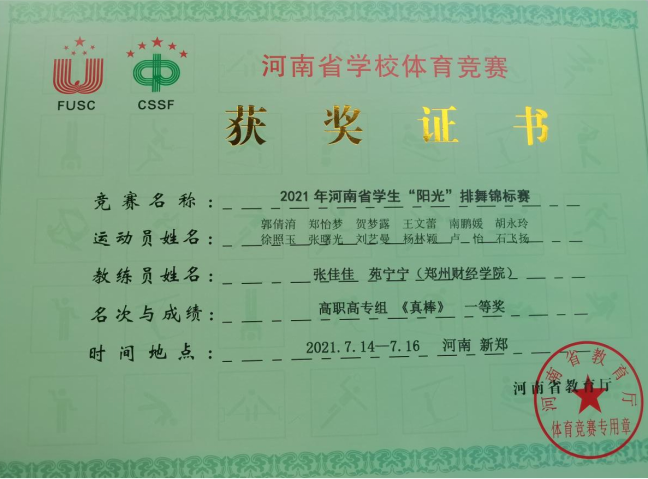 河南省学校体育竞赛
FUSC CSSF
获奖证书
竞赛名称： 2021年河南省学生“阳光”排舞锦标赛
郭倩消 郑怡梦 贺梦露 王文蕾 南鹏媛 胡永玲
运动员姓名： 徐照玉 张曙光 刘艺曼 杨林颖 卢怡 石飞扬
教练员姓名： 张佳佳 苑宁宁（郑州财经学院）
名次与成绩： 高职高专组 《真棒》 一等奖
时间地点： 2021.7.14—7.16 河南 新郑
河南省教育厅
河南省教育厅
体育竞赛专用章